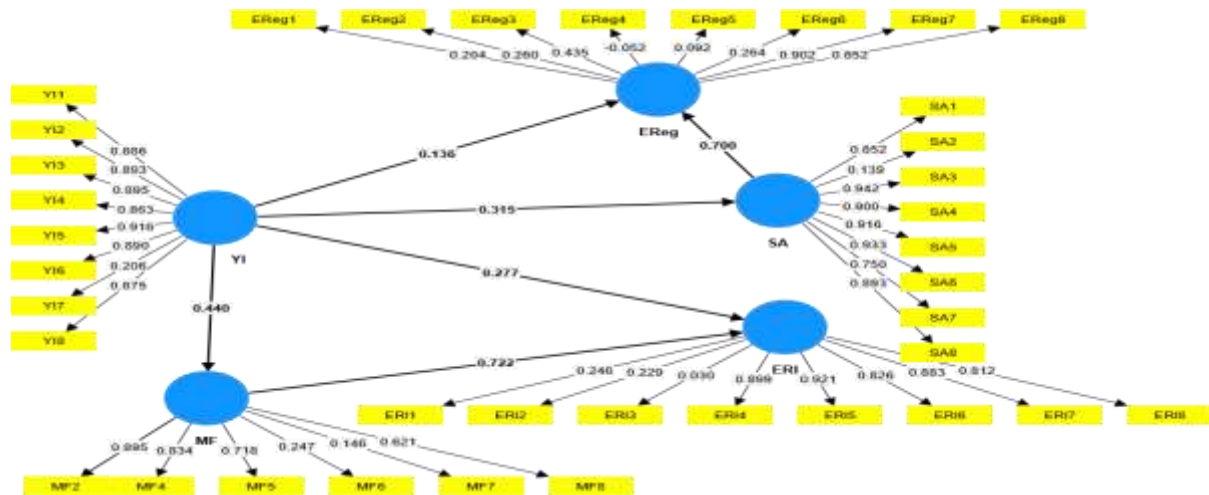 EReg1 EReg2 EReg3 EReg4 EReg5 EReg6 EReg7 EReg8
0.204 0.260 0.435 -0.052 0.092 0.264 0.902 0.852
EReg
YI1
YI2
YI3
YI4
YI5
YI6
YI7
YI8
0.886
0.893
0.895
0.863
0.916
0.890
0.206
0.875
YI
0.136
0.700
0.315
0.277
0.440
0.722
SA1
SA2
SA3
SA4
SA5
SA6
SA7
SA8
0.852
0.139
0.942
0.900
0.916
0.933
0.750
0.893
SA
ERI
0.246 0.229 0.030 0.899 0.921 0.826 0.883 0.812
ERI1 ERI2 ERI3 ERI4 ERI5 ERI6 ERI7 ERI8
MF
0.895 0.834 0.718 0.247 0.146 0.621
MF2 MF4 MF5 MF6 MF7 MF8